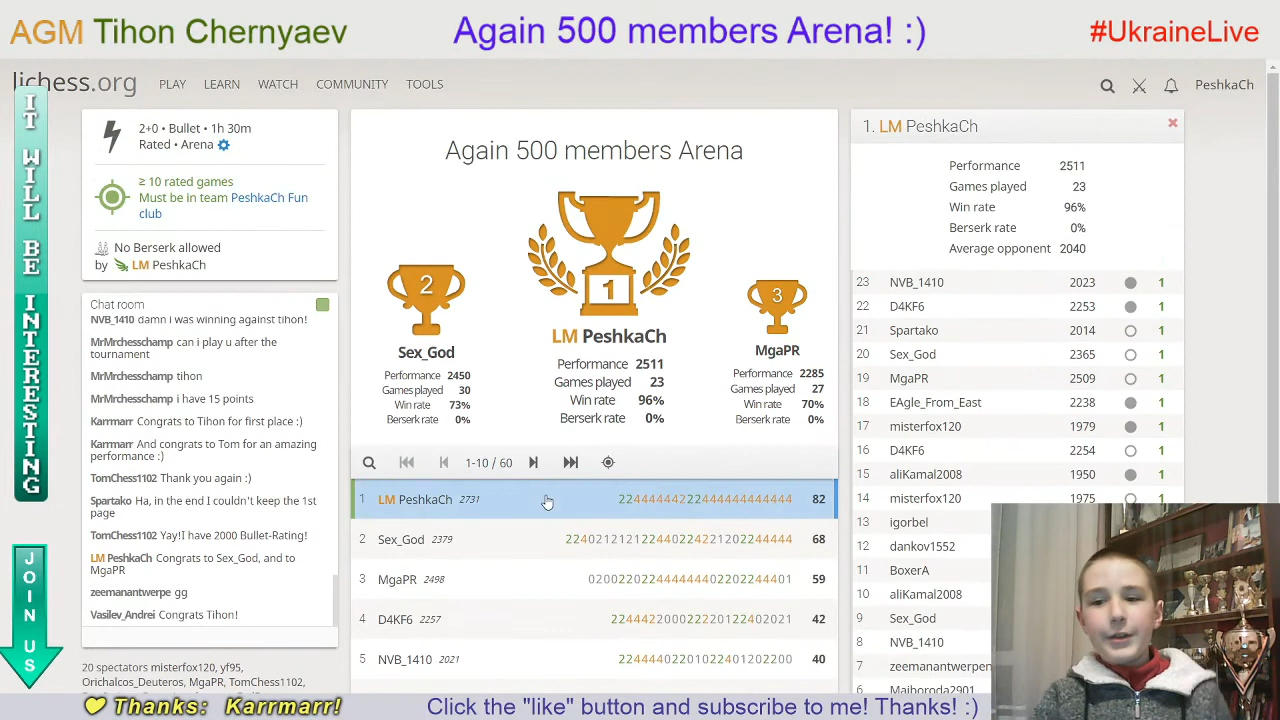 AGM Tihon Chernyaev
Again 500 members Arena! :)
#UkraineLive
lichess.org PLAY LEARN WATCH COMMUNITY TOOLS PeshkaCh
IT WILL BE INTERESTING
JOIN US
2+0 • Bullet • 1h 30m
Rated • Arena
≥ 10 rated games
Must be in team PeshkaCh Fun
club
No Berserk allowed
by LM PeshkaCh
Chat room
NVB_1410 damn i was winning against tihon!
MrMrchesschamp can i play u after the
tournament
MrMrchesschamp tihon
MrMrchesschamp i have 15 points
Karrmarr Congrats to Tihon for first place :)
Karrmarr And congrats to Tom for an amazing
performance :)
TomChess1102 Thank you again :)
Spartako Ha, in the end I couldn't keep the 1st
page
TomChess1102 Yay!I have 2000 Bullet-Rating!
LM PeshkaCh Congrats to Sex_God, and to
MgaPR
zeemanantwerpe gg
Vasilev_Andrei Congrats Tihon!
20 spectators misterfox120, yf95,
Orichalcos_Deuteros, MgaPR, TomChess1102,
Again 500 members Arena
2
1
3
Sex_God
Performance 2450
Games played 30
Win rate 73%
Berserk rate 0%
LM PeshkaCh
Performance 2511
Games played 23
Win rate 96%
Berserk rate 0%
MgaPR
Performance 2285
Games played 27
Win rate 70%
Berserk rate 0%
1-10 / 60
1 LM PeshkaCh 2731 22444444222444444444444 82
2 Sex_God 2379 68
3 MgaPR 2498 59
4 D4KF6 2257 42
5 NVB_1410 2021 40
1. LM PeshkaCh
Performance 2511
Games played 23
Win rate 96%
Berserk rate 0%
Average opponent 2040
23 NVB_1410 2023 1
22 D4KF6 2253 1
21 Spartako 2014 1
20 Sex_God 2365 1
19 MgaPR 2509 1
18 EAgle_From_East 2238 1
17 misterfox120 1979 1
16 D4KF6 2254 1
15 aliKamal2008 1950 1
14 misterfox120 1975 1
13 igorbel
12 dankov1552
11 BoxerA
10 aliKamal2008
9 Sex_God
8 NVB_1410
7 zeemanantwerpen
6 Maiboroda2901
Thanks: Karrmarr!
Click the "like" button and subscribe to me! Thanks! :)